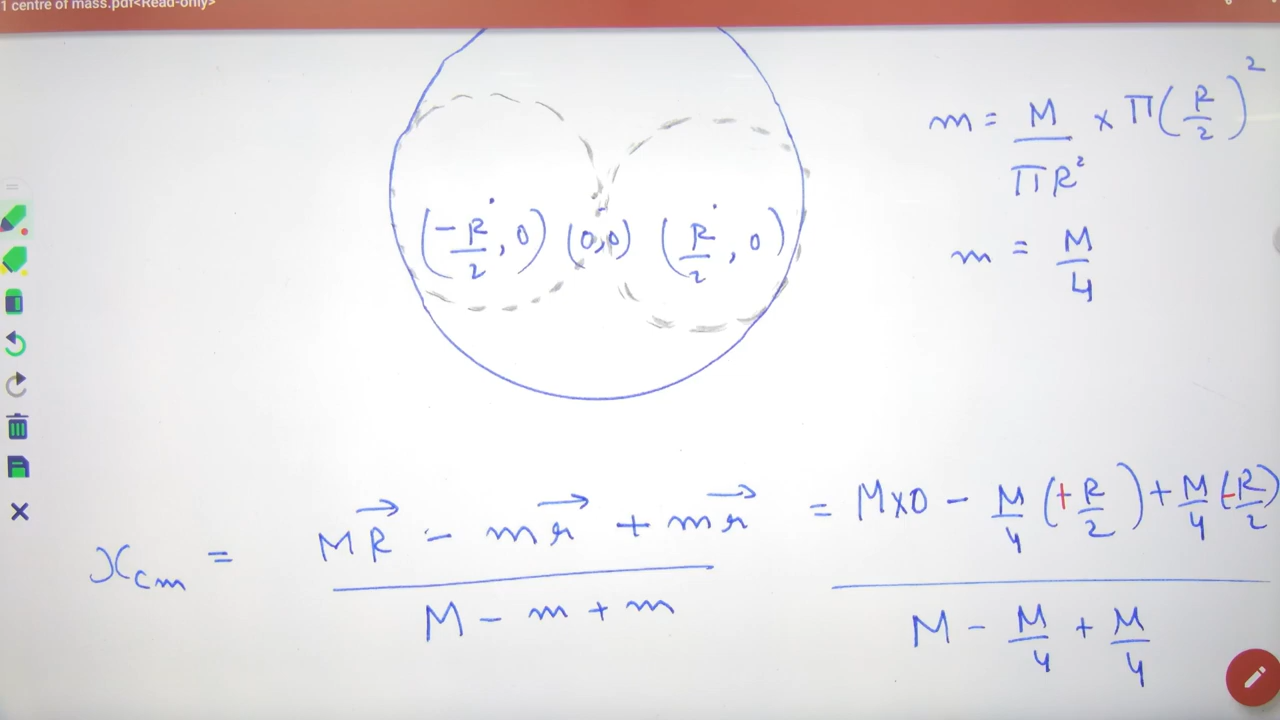 1 centre of mass.pdf<Read-only>
m = M/ΠR² × Π(R/2)²
m = M/4
(-R/2, 0) (0,0) (R/2, 0)
x_cm = (MR⃗ - mr⃗ + mr⃗)/(M - m + m) = (M×0 - M/4(+R/2) + M/4(-R/2))/(M - M/4 + M/4)